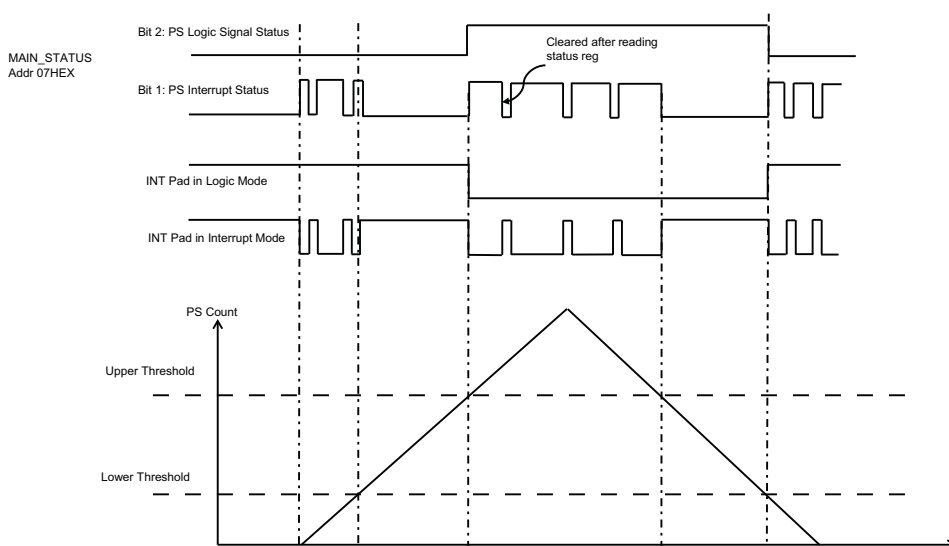 Bit 2: PS Logic Signal Status
Cleared after reading
status reg
MAIN_STATUS
Addr 07HEX
Bit 1: PS Interrupt Status
INT Pad in Logic Mode
INT Pad in Interrupt Mode
PS Count
Upper Threshold
Lower Threshold